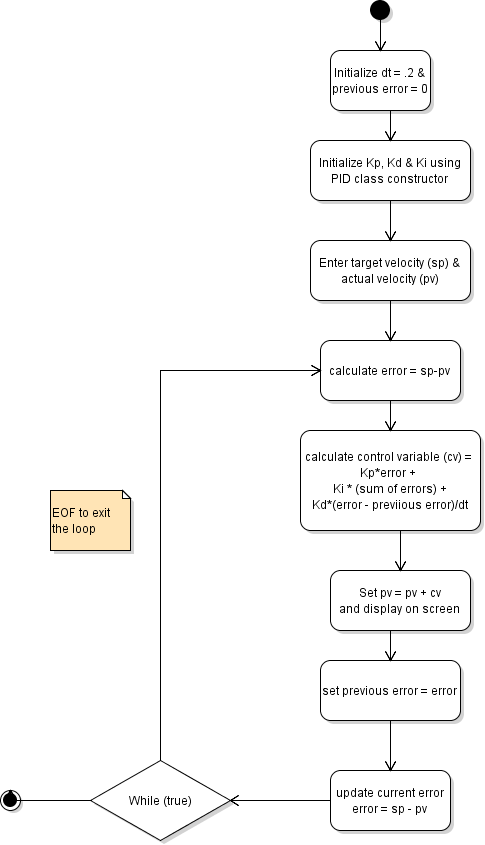 Initialize dt = .2 &
previous error = 0
Initialize Kp, Kd & Ki using
PID class constructor
Enter target velocity (sp) &
actual velocity (pv)
calculate error = sp-pv
calculate control variable (cv) =
Kp*error +
Ki * (sum of errors) +
Kd*(error - previious error)/dt
EOF to exit
the loop
Set pv = pv + cv
and display on screen
set previous error = error
update current error
error = sp - pv
While (true)